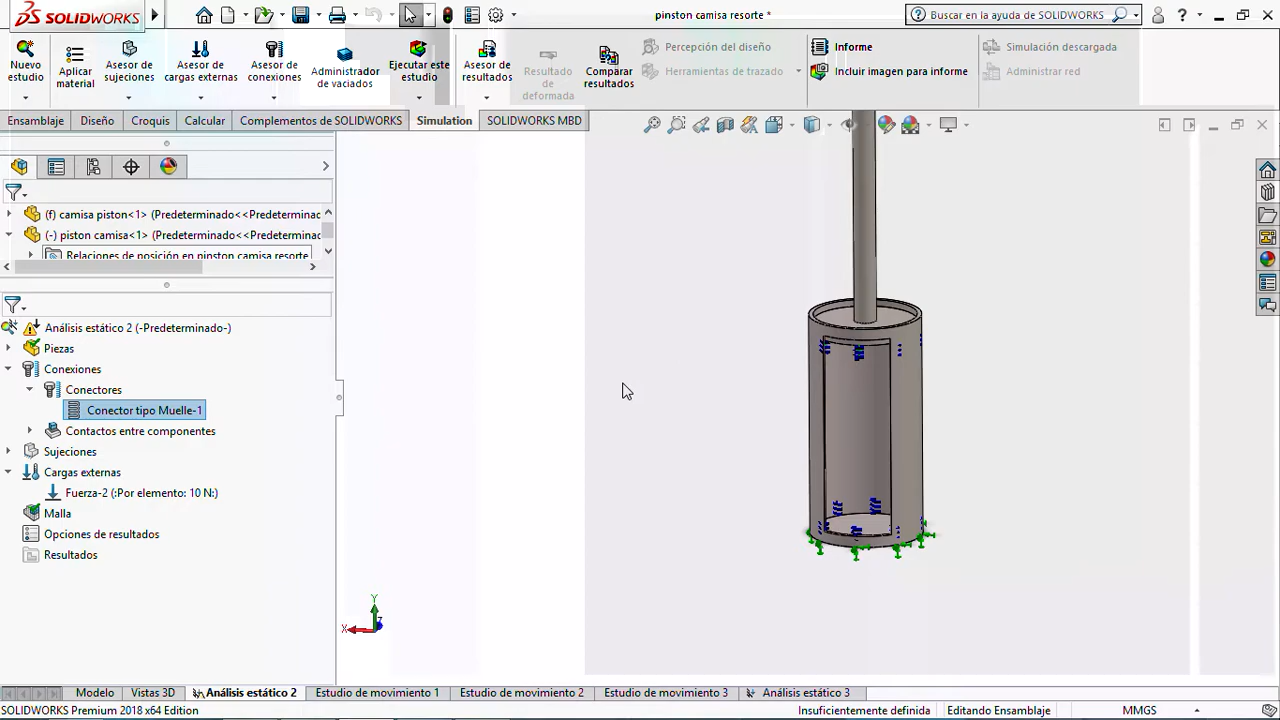 SOLIDWORKS
pinston camisa resorte *
Buscar en la ayuda de SOLIDWORKS
?
Nuevo estudio
Aplicar material
Asesor de sujeciones
Asesor de cargas externas
Asesor de conexiones
Administrador de vaciados
Ejecutar este estudio
Asesor de resultados
Resultado de deformada
Comparar resultados
Percepción del diseño
Herramientas de trazado
Informe
Incluir imagen para informe
Simulación descargada
Administrar red
Ensamblaje
Diseño
Croquis
Calcular
Complementos de SOLIDWORKS
Simulation
SOLIDWORKS MBD
(f) camisa piston<1> (Predeterminado<<Predeterminac
(-) piston camisa<1> (Predeterminado<<Predeterminac
Relaciones de posición en pinston camisa resorte
Análisis estático 2 (-Predeterminado-)
Piezas
Conexiones
Conectores
Conector tipo Muelle-1
Contactos entre componentes
Sujeciones
Cargas externas
Fuerza-2 (:Por elemento: 10 N:)
Malla
Opciones de resultados
Resultados
Y
X
Z
Modelo
Vistas 3D
Análisis estático 2
Estudio de movimiento 1
Estudio de movimiento 2
Estudio de movimiento 3
Análisis estático 3
SOLIDWORKS Premium 2018 x64 Edition
Insuficientemente definida
Editando Ensamblaje
MMGS